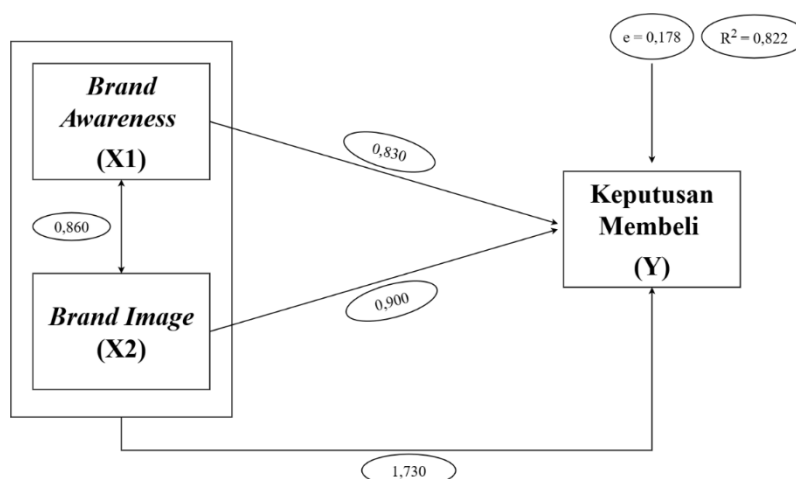 e = 0,178
R² = 0,822
Brand
Awareness
(X1)
0,830
Keputusan
Membeli
(Y)
0,860
Brand Image
(X2)
0,900
1,730